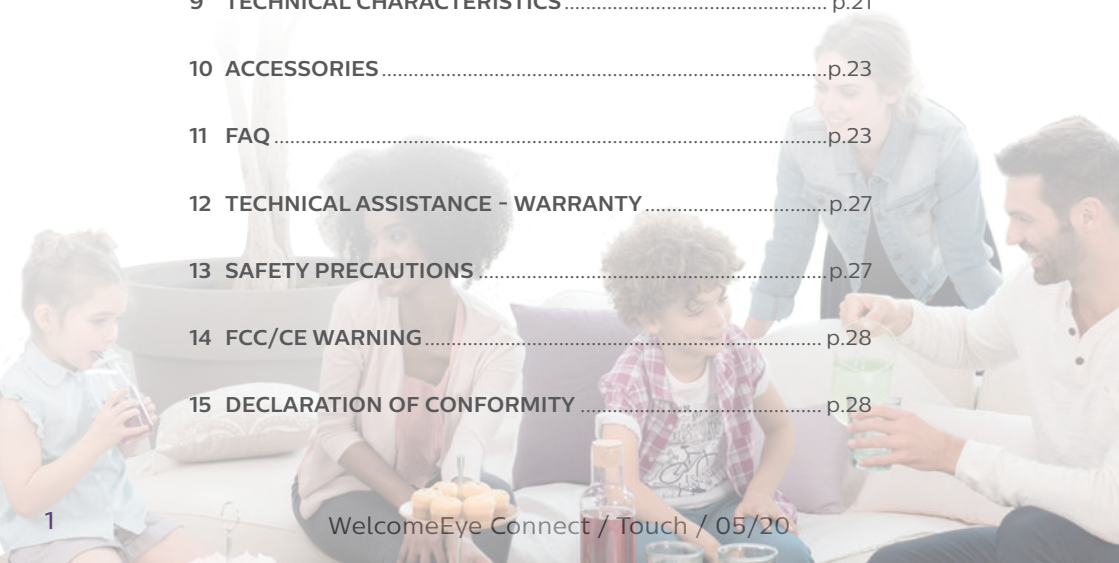 9 TECHNICAL CHARACTERISTICS ........ p.21
10 ACCESSORIES ........ p.23
11 FAQ ........ p.23
12 TECHNICAL ASSISTANCE - WARRANTY ........ p.27
13 SAFETY PRECAUTIONS ........ p.27
14 FCC/CE WARNING ........ p.28
15 DECLARATION OF CONFORMITY ........ p.28
1
WelcomeEye Connect / Touch / 05/20